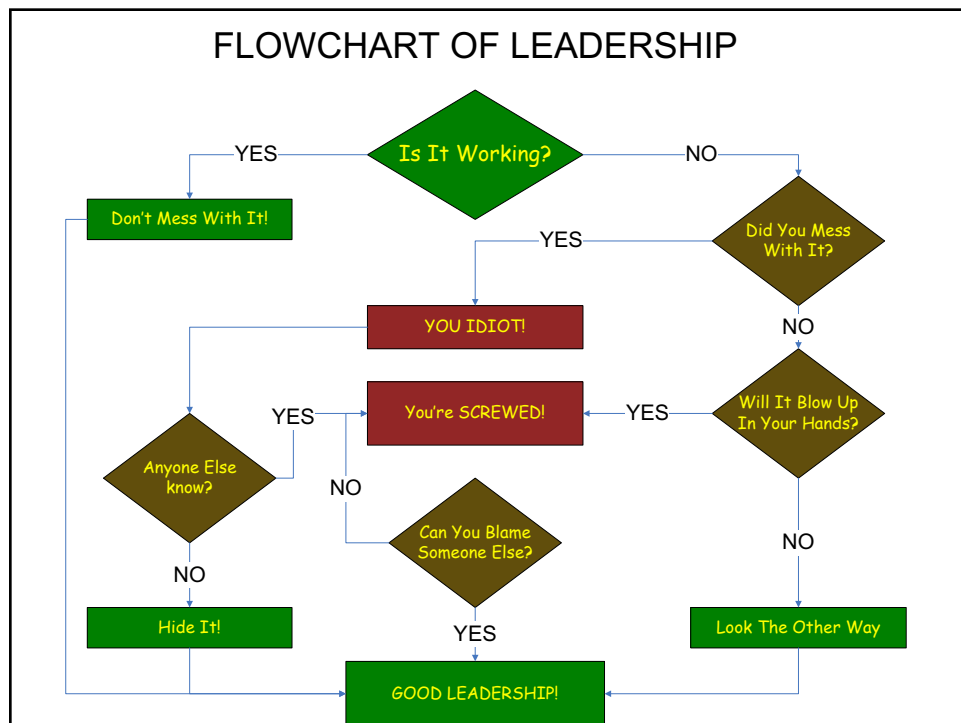 FLOWCHART OF LEADERSHIP
Is It Working?
YES
NO
Don't Mess With It!
Did You Mess
With It?
YES
YOU IDIOT!
NO
Will It Blow Up
In Your Hands?
YES
You're SCREWED!
YES
Anyone Else
know?
NO
Can You Blame
Someone Else?
NO
NO
Hide It!
YES
Look The Other Way
GOOD LEADERSHIP!